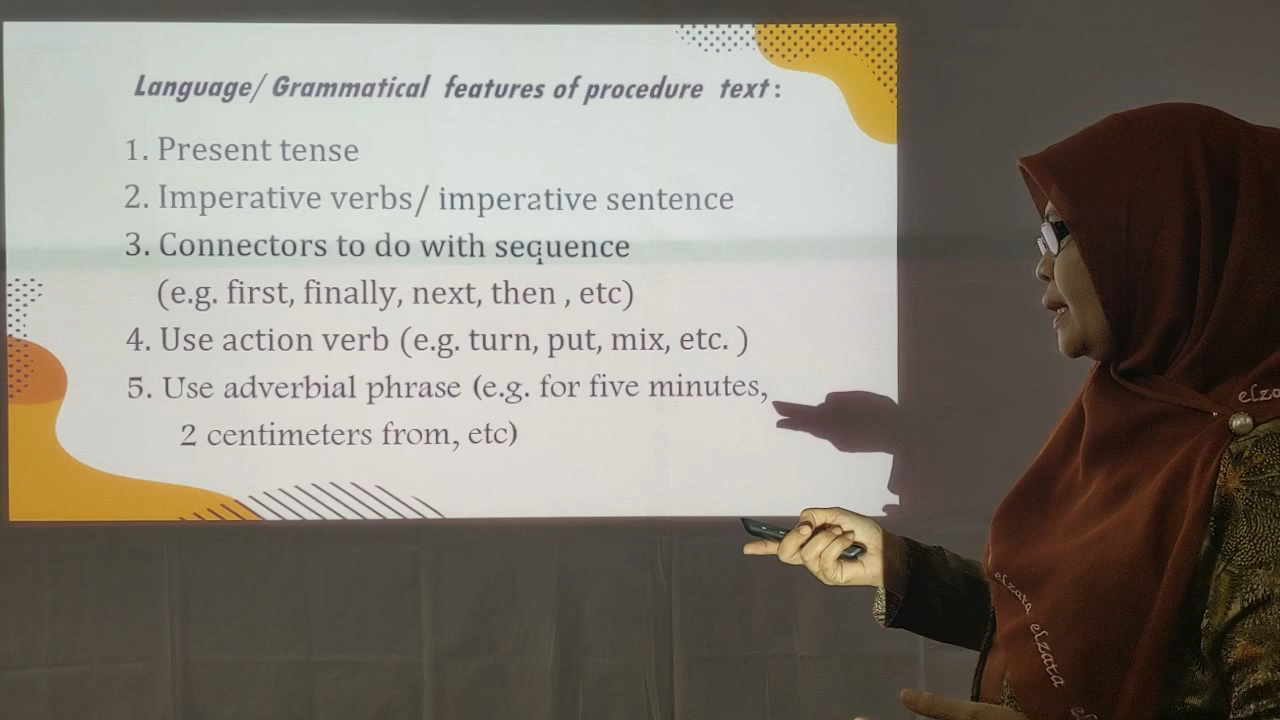 Language/ Grammatical features of procedure text :
1. Present tense
2. Imperative verbs/ imperative sentence
3. Connectors to do with sequence
(e.g. first, finally, next, then , etc)
4. Use action verb (e.g. turn, put, mix, etc. )
5. Use adverbial phrase (e.g. for five minutes,
2 centimeters from, etc)
elzata
elzata